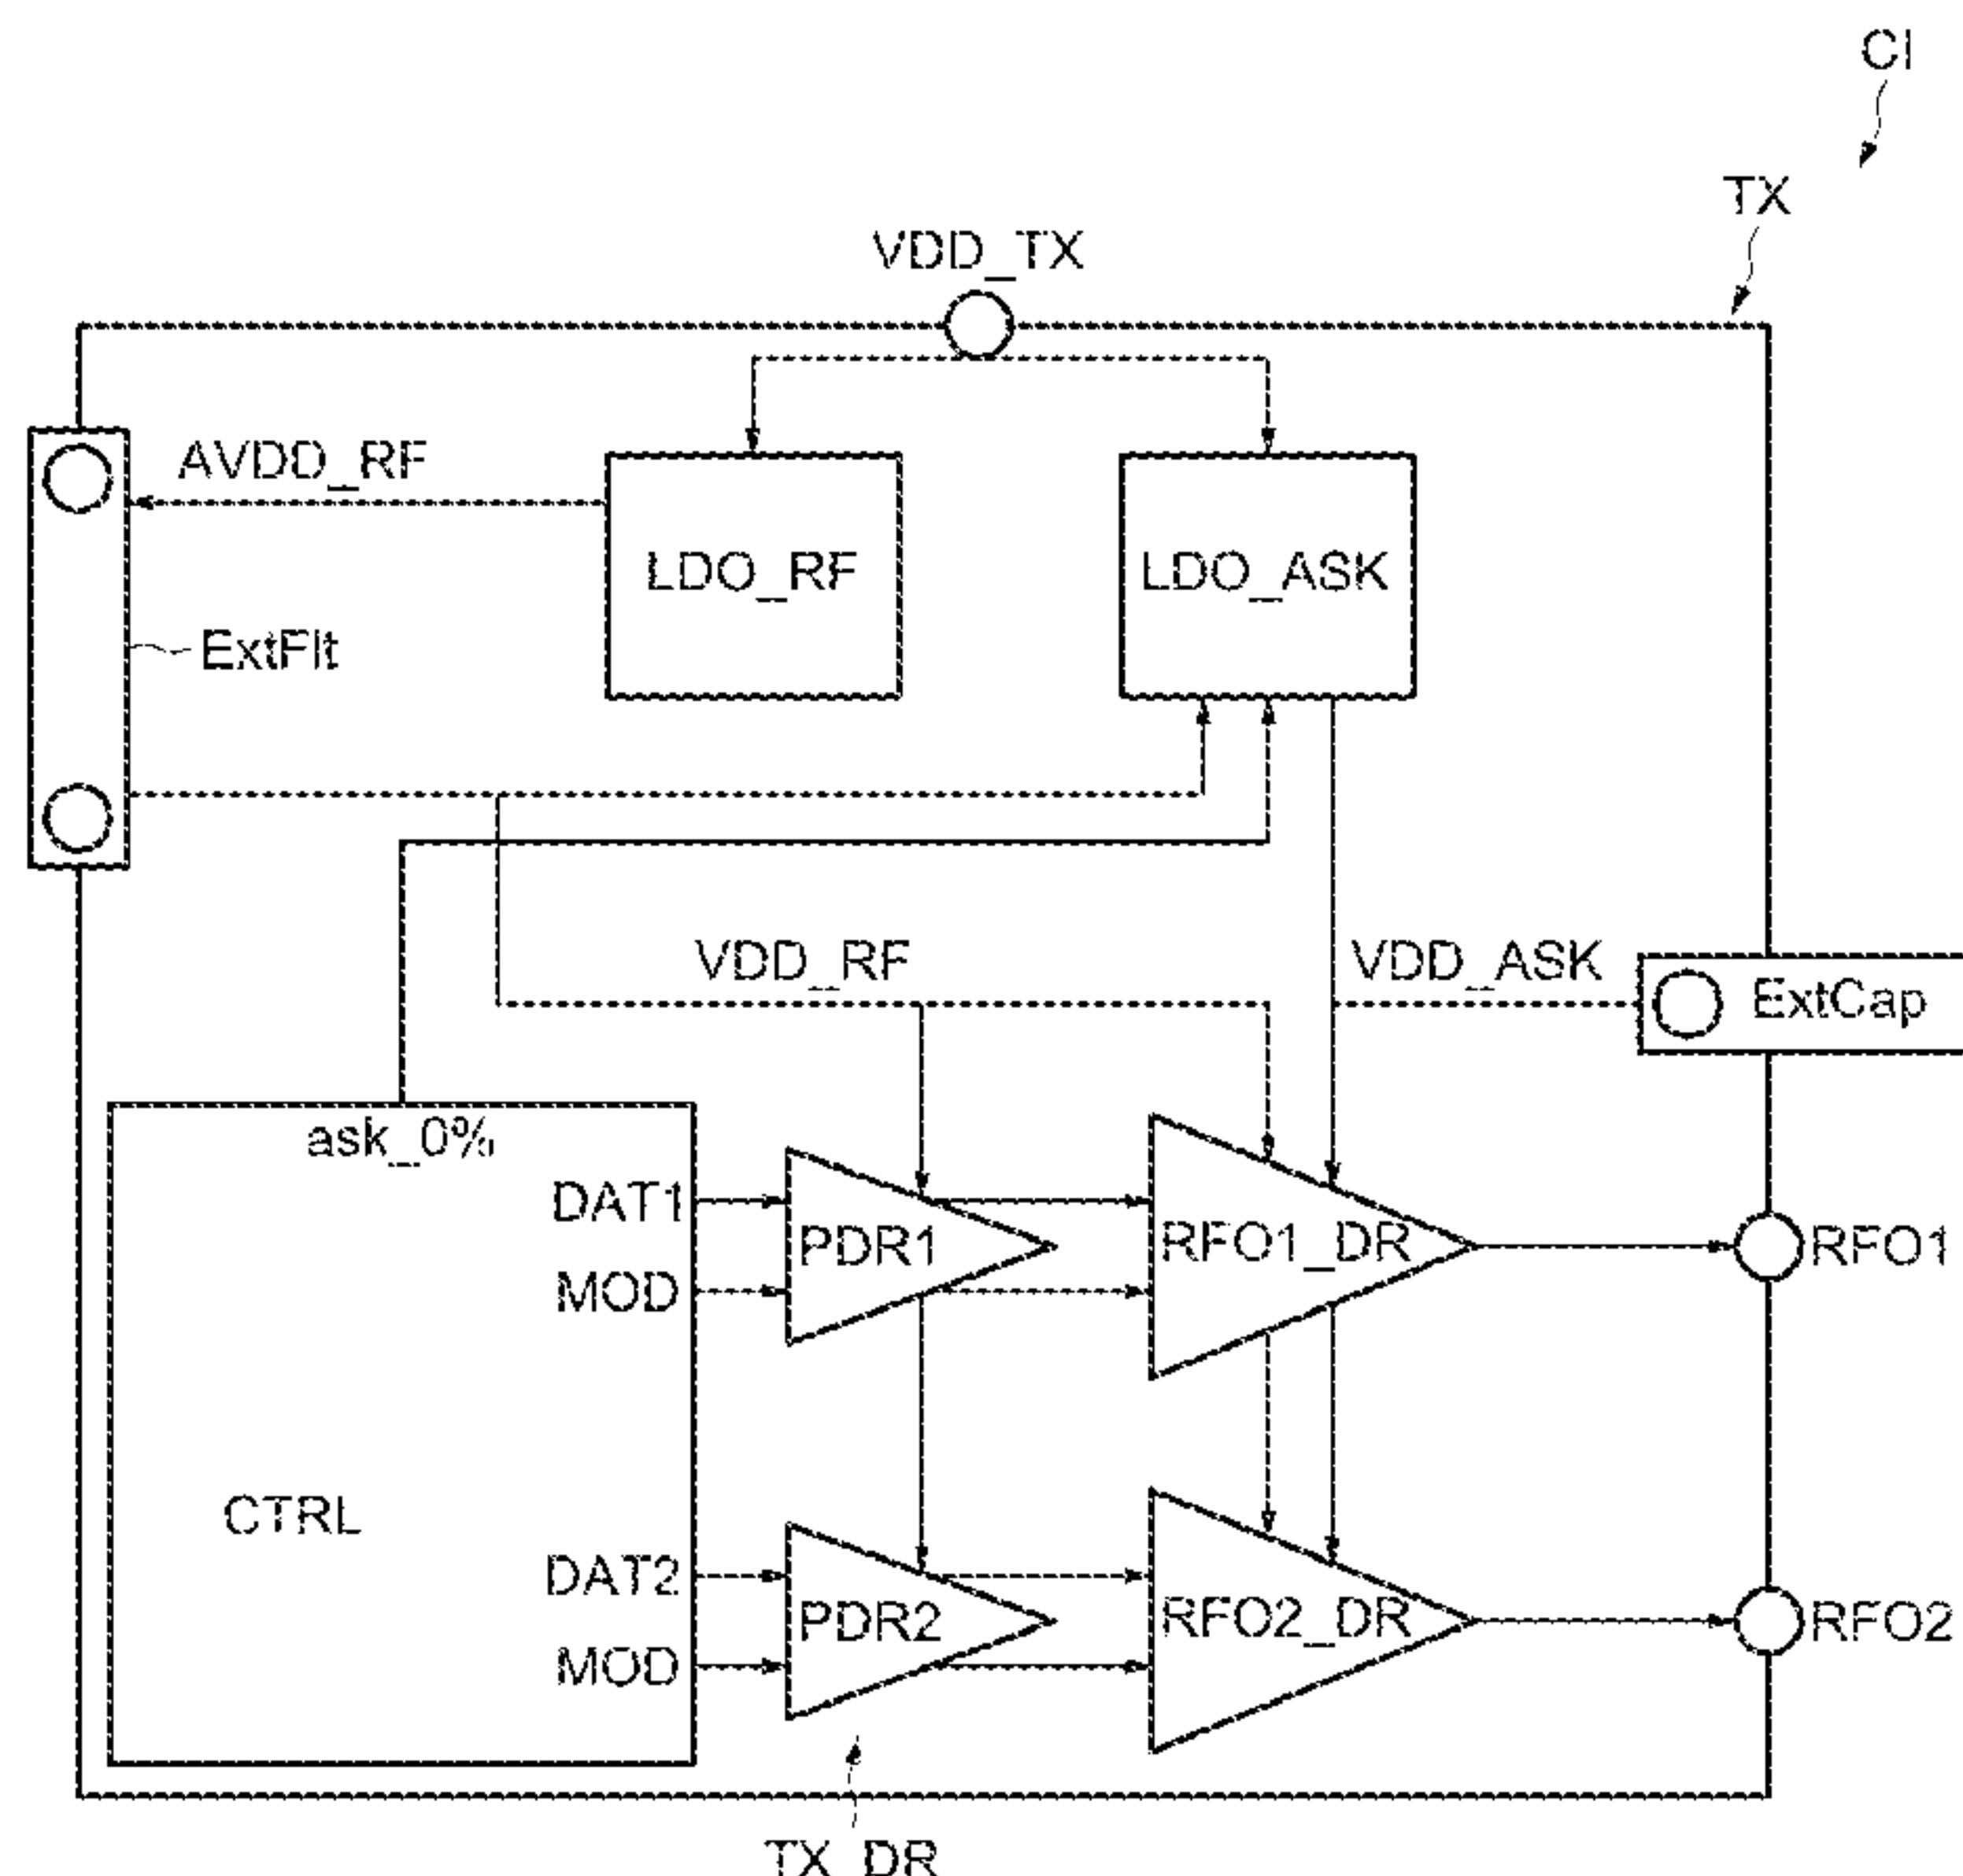 CI
TX
VDD_TX
AVDD_RF
LDO_RF
LDO_ASK
ExtFlt
VDD_RF
VDD_ASK
ExtCap
ask_0%
DAT1
PDR1
RFO1_DR
RFO1
MOD
CTRL
DAT2
PDR2
RFO2_DR
RFO2
MOD
TX_DR